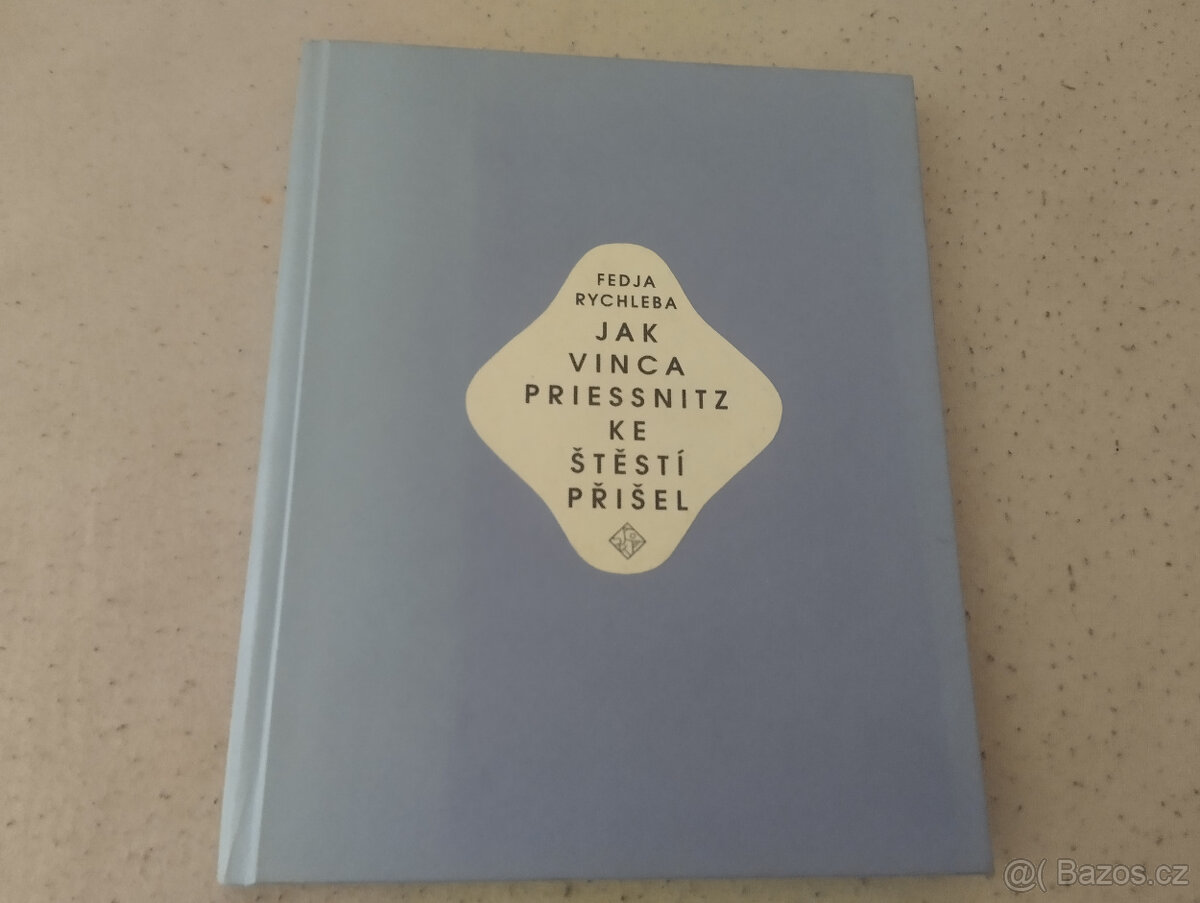 FEDJA
RYCHLEBA
JAK
VINCA
PRIESSNITZ
KE
ŠTĚSTÍ
PŘIŠEL
@( Bazos.cz